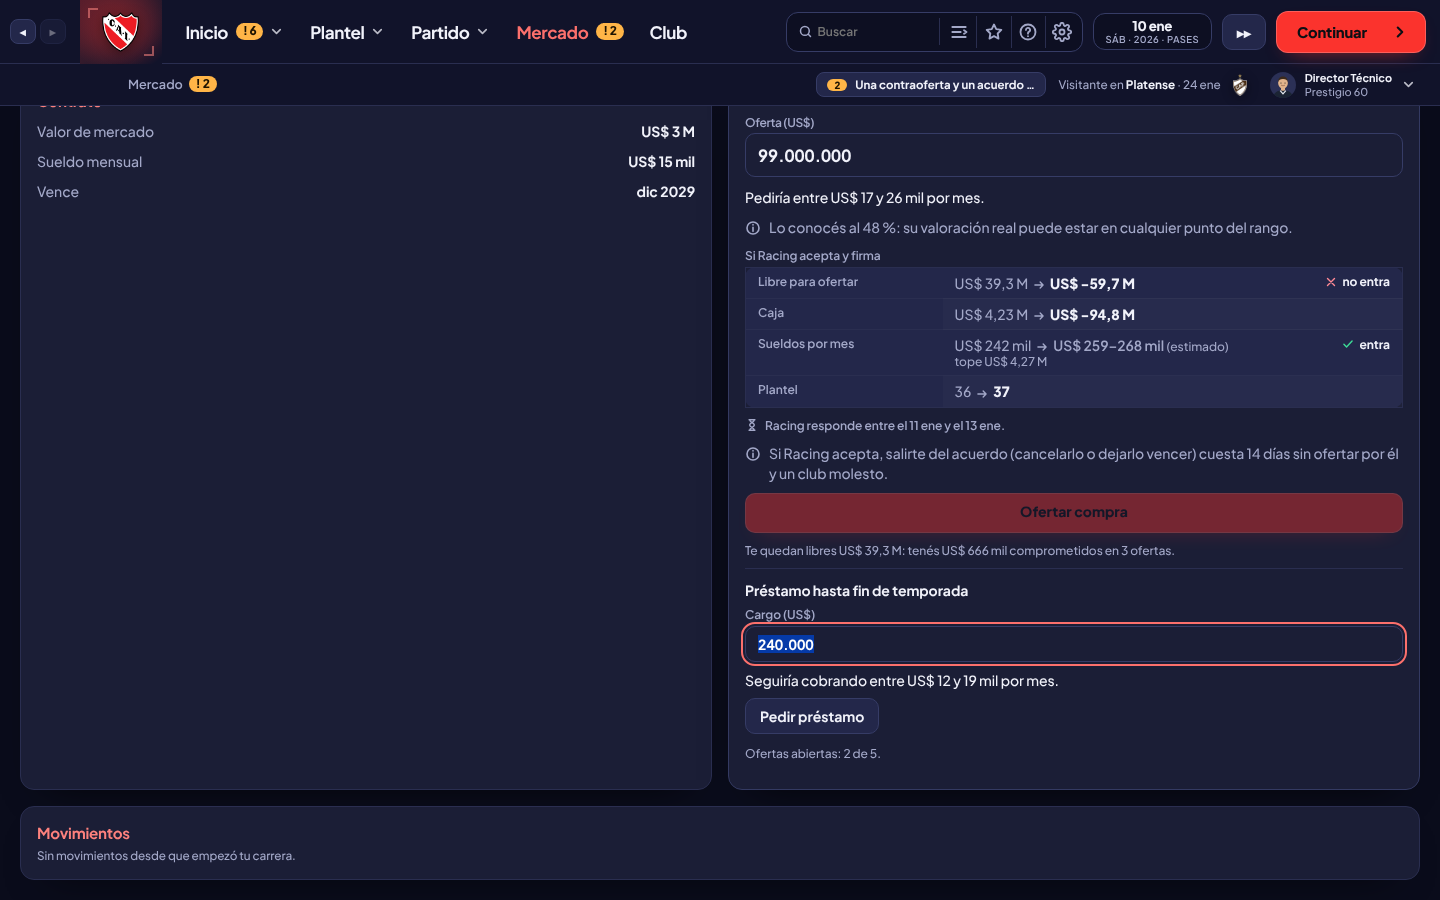 Inicio !6
Plantel
Partido
Mercado !2
Club
Buscar
10 ene
SÁB · 2026 · PASES
Continuar
Mercado !2
2 Una contraoferta y un acuerdo ...
Visitante en Platense · 24 ene
Director Técnico
Prestigio 60
Valor de mercado US$ 3 M
Sueldo mensual US$ 15 mil
Vence dic 2029
Oferta (US$)
99.000.000
Pediría entre US$ 17 y 26 mil por mes.
Lo conocés al 48 %: su valoración real puede estar en cualquier punto del rango.
Si Racing acepta y firma
Libre para ofertar US$ 39,3 M → US$ -59,7 M no entra
Caja US$ 4,23 M → US$ -94,8 M
Sueldos por mes US$ 242 mil → US$ 259–268 mil (estimado) entra
tope US$ 4,27 M
Plantel 36 → 37
Racing responde entre el 11 ene y el 13 ene.
Si Racing acepta, salirte del acuerdo (cancelarlo o dejarlo vencer) cuesta 14 días sin ofertar por él
y un club molesto.
Ofertar compra
Te quedan libres US$ 39,3 M: tenés US$ 666 mil comprometidos en 3 ofertas.
Préstamo hasta fin de temporada
Cargo (US$)
240.000
Seguiría cobrando entre US$ 12 y 19 mil por mes.
Pedir préstamo
Ofertas abiertas: 2 de 5.
Movimientos
Sin movimientos desde que empezó tu carrera.